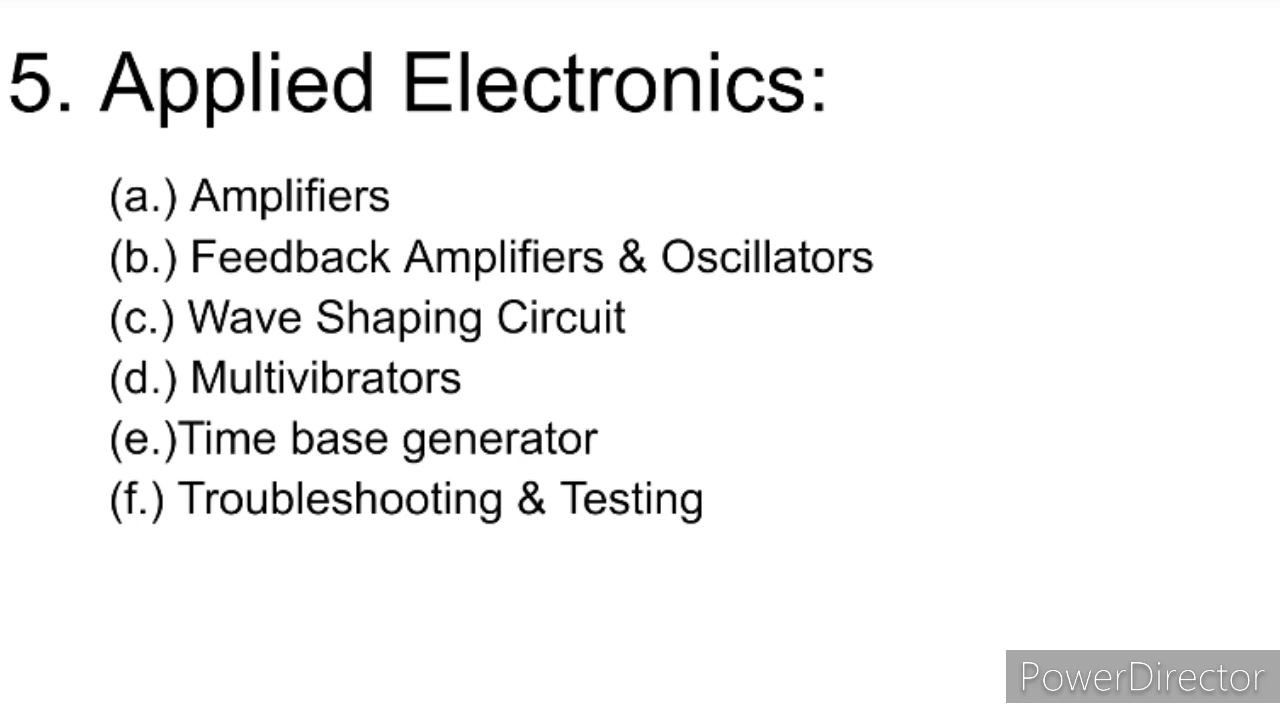 5. Applied Electronics:
(a.) Amplifiers
(b.) Feedback Amplifiers & Oscillators
(c.) Wave Shaping Circuit
(d.) Multivibrators
(e.)Time base generator
(f.) Troubleshooting & Testing
PowerDirector